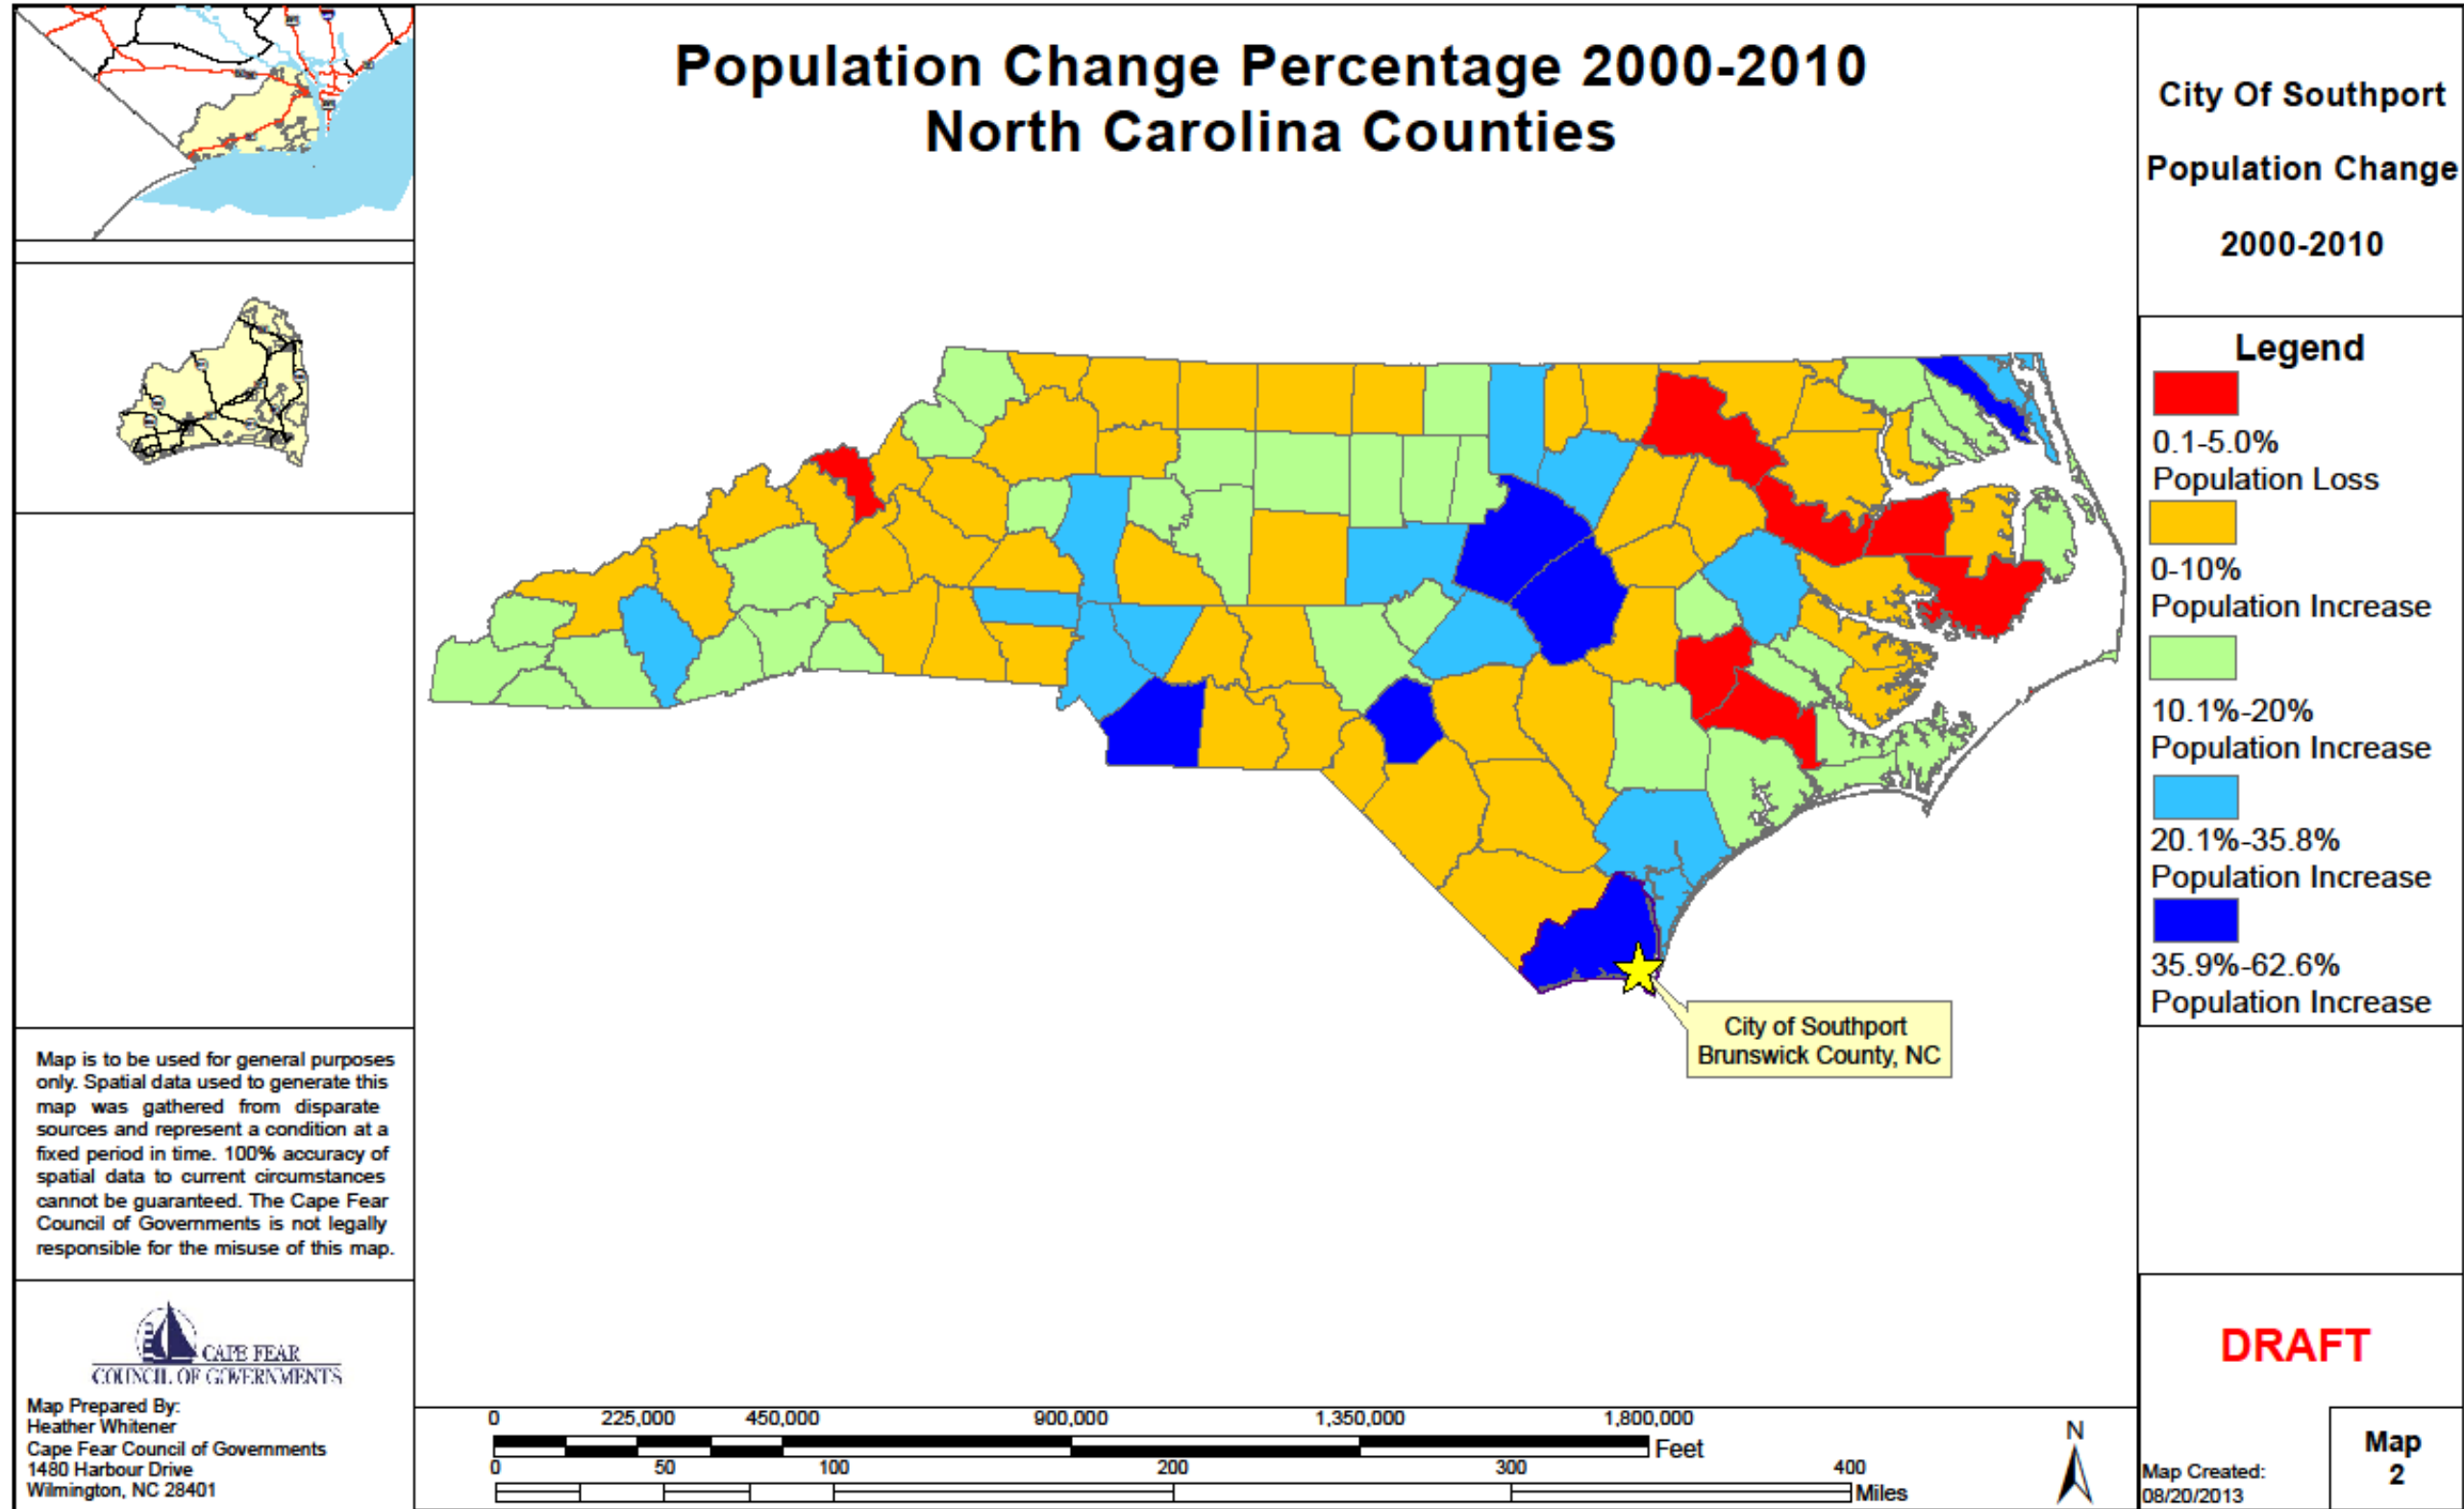 Population Change Percentage 2000-2010
North Carolina Counties
City Of Southport
Population Change
2000-2010
Legend
0.1-5.0%
Population Loss
0-10%
Population Increase
10.1%-20%
Population Increase
20.1%-35.8%
Population Increase
35.9%-62.6%
Population Increase
City of Southport
Brunswick County, NC
Map is to be used for general purposes
only. Spatial data used to generate this
map was gathered from disparate
sources and represent a condition at a
fixed period in time. 100% accuracy of
spatial data to current circumstances
cannot be guaranteed. The Cape Fear
Council of Governments is not legally
responsible for the misuse of this map.
CAPE FEAR
COUNCIL OF GOVERNMENTS
Map Prepared By:
Heather Whitener
Cape Fear Council of Governments
1480 Harbour Drive
Wilmington, NC 28401
0 225,000 450,000 900,000 1,350,000 1,800,000
Feet
0 50 100 200 300 400
Miles
N
DRAFT
Map Created:
08/20/2013
Map
2